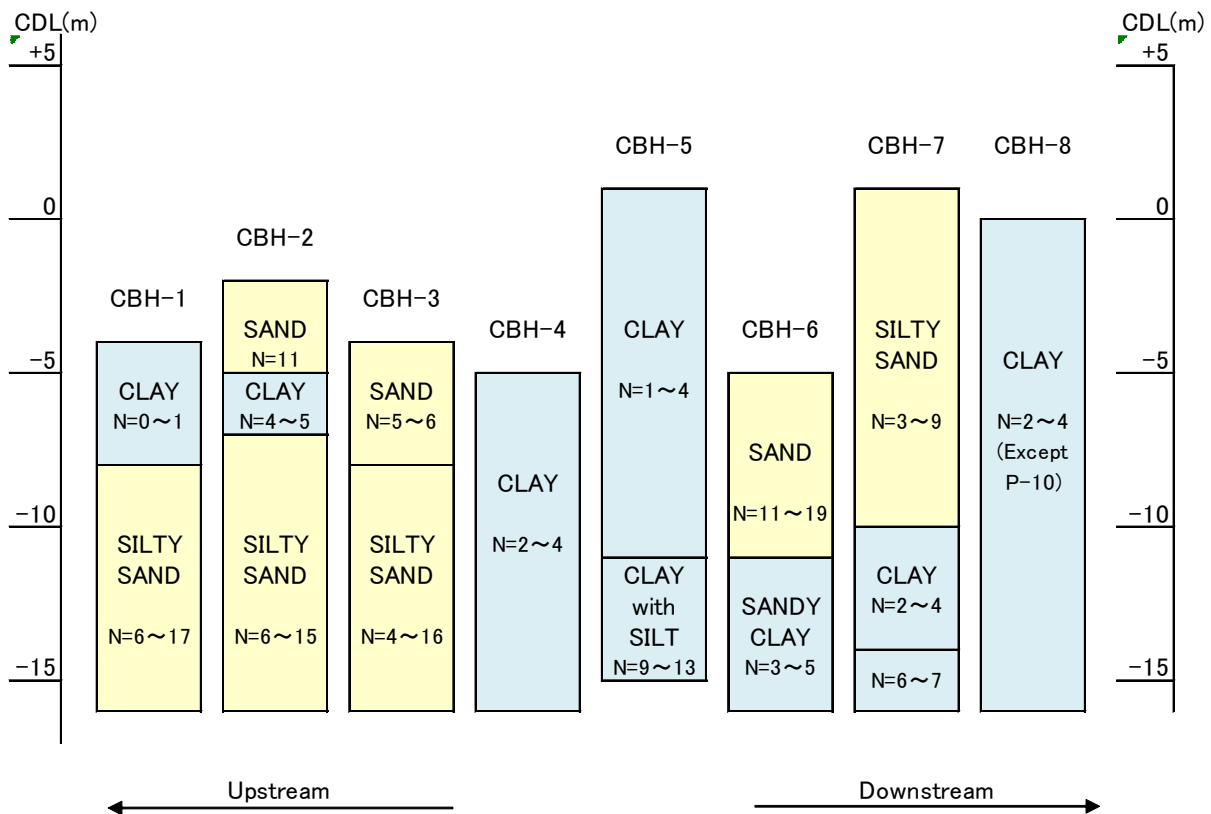 CDL(m)
+5
0
−5
−10
−15
CBH−1
CLAY
N=0～1
SILTY
SAND
N=6～17
CBH−2
SAND
N=11
CLAY
N=4～5
SILTY
SAND
N=6～15
CBH−3
SAND
N=5～6
SILTY
SAND
N=4～16
CBH−4
CLAY
N=2～4
CBH−5
CLAY
N=1～4
CLAY
with
SILT
N=9～13
CBH−6
SAND
N=11～19
SANDY
CLAY
N=3～5
CBH−7
SILTY
SAND
N=3～9
CLAY
N=2～4
N=6～7
CBH−8
CLAY
N=2～4
(Except
P−10)
CDL(m)
+5
0
−5
−10
−15
Upstream
Downstream